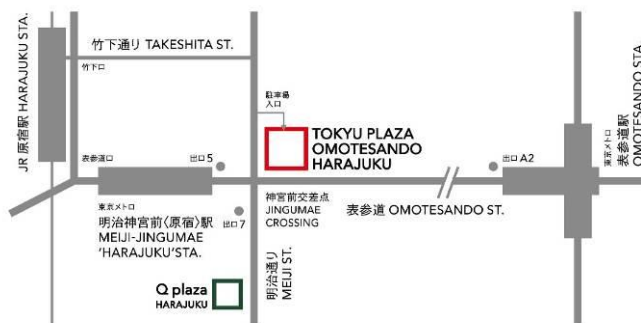 JR 原宿駅 HARAJUKU STA.
竹下通り TAKESHITA ST.
竹下口
駐車場
入口
TOKYU PLAZA
OMOTESANDO
HARAJUKU
表参道口
出口 5
出口 A2
東京メトロ
表参道駅
OMOTESANDO STA.
東京メトロ
明治神宮前〈原宿〉駅
MEIJI-JINGUMAE
'HARAJUKU'STA.
出口 7
神宮前交差点
JINGUMAE
CROSSING
表参道 OMOTESANDO ST.
明治通り
MEIJI ST.
Q plaza
HARAJUKU